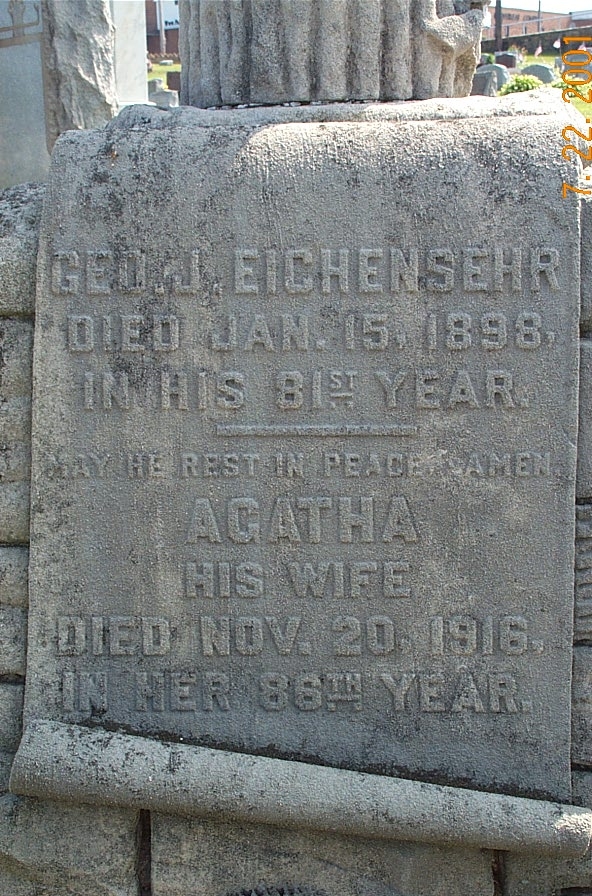 GEO. J. EICHENSEHR
DIED JAN. 15, 1898,
IN HIS 81ST YEAR.
MAY HE REST IN PEACE. AMEN.
AGATHA
HIS WIFE
DIED NOV. 20, 1916,
IN HER 88TH YEAR.
7 22 2001